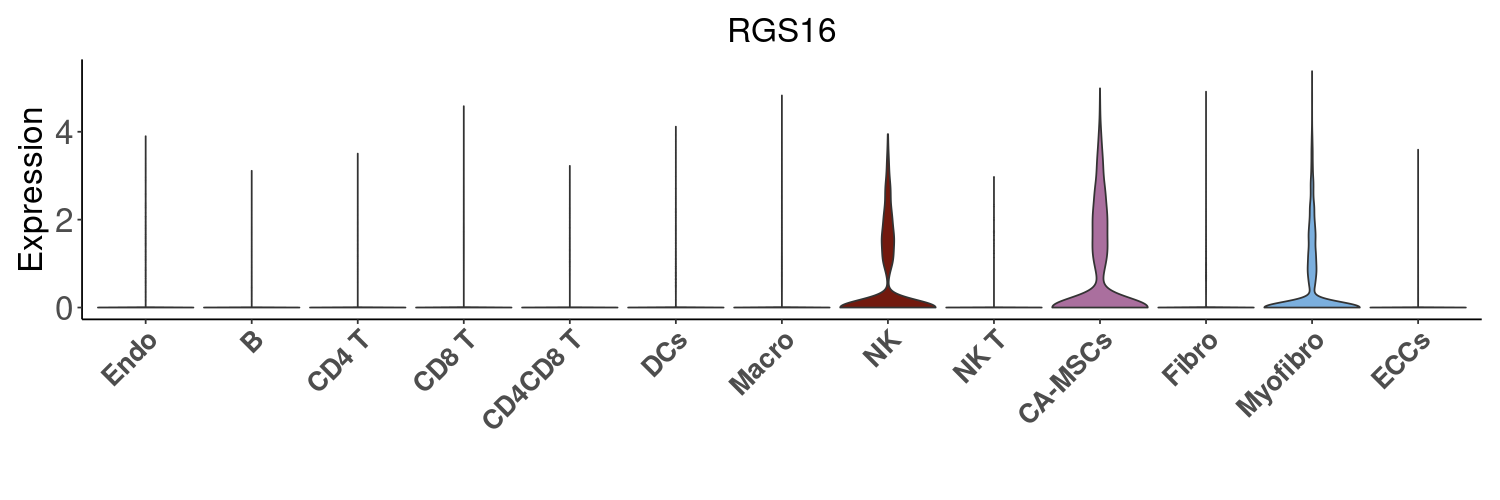 RGS16
Expression
4
2
0
Endo
B
CD4 T
CD8 T
CD4CD8 T
DCs
Macro
NK
NK T
CA-MSCs
Fibro
Myofibro
ECCs